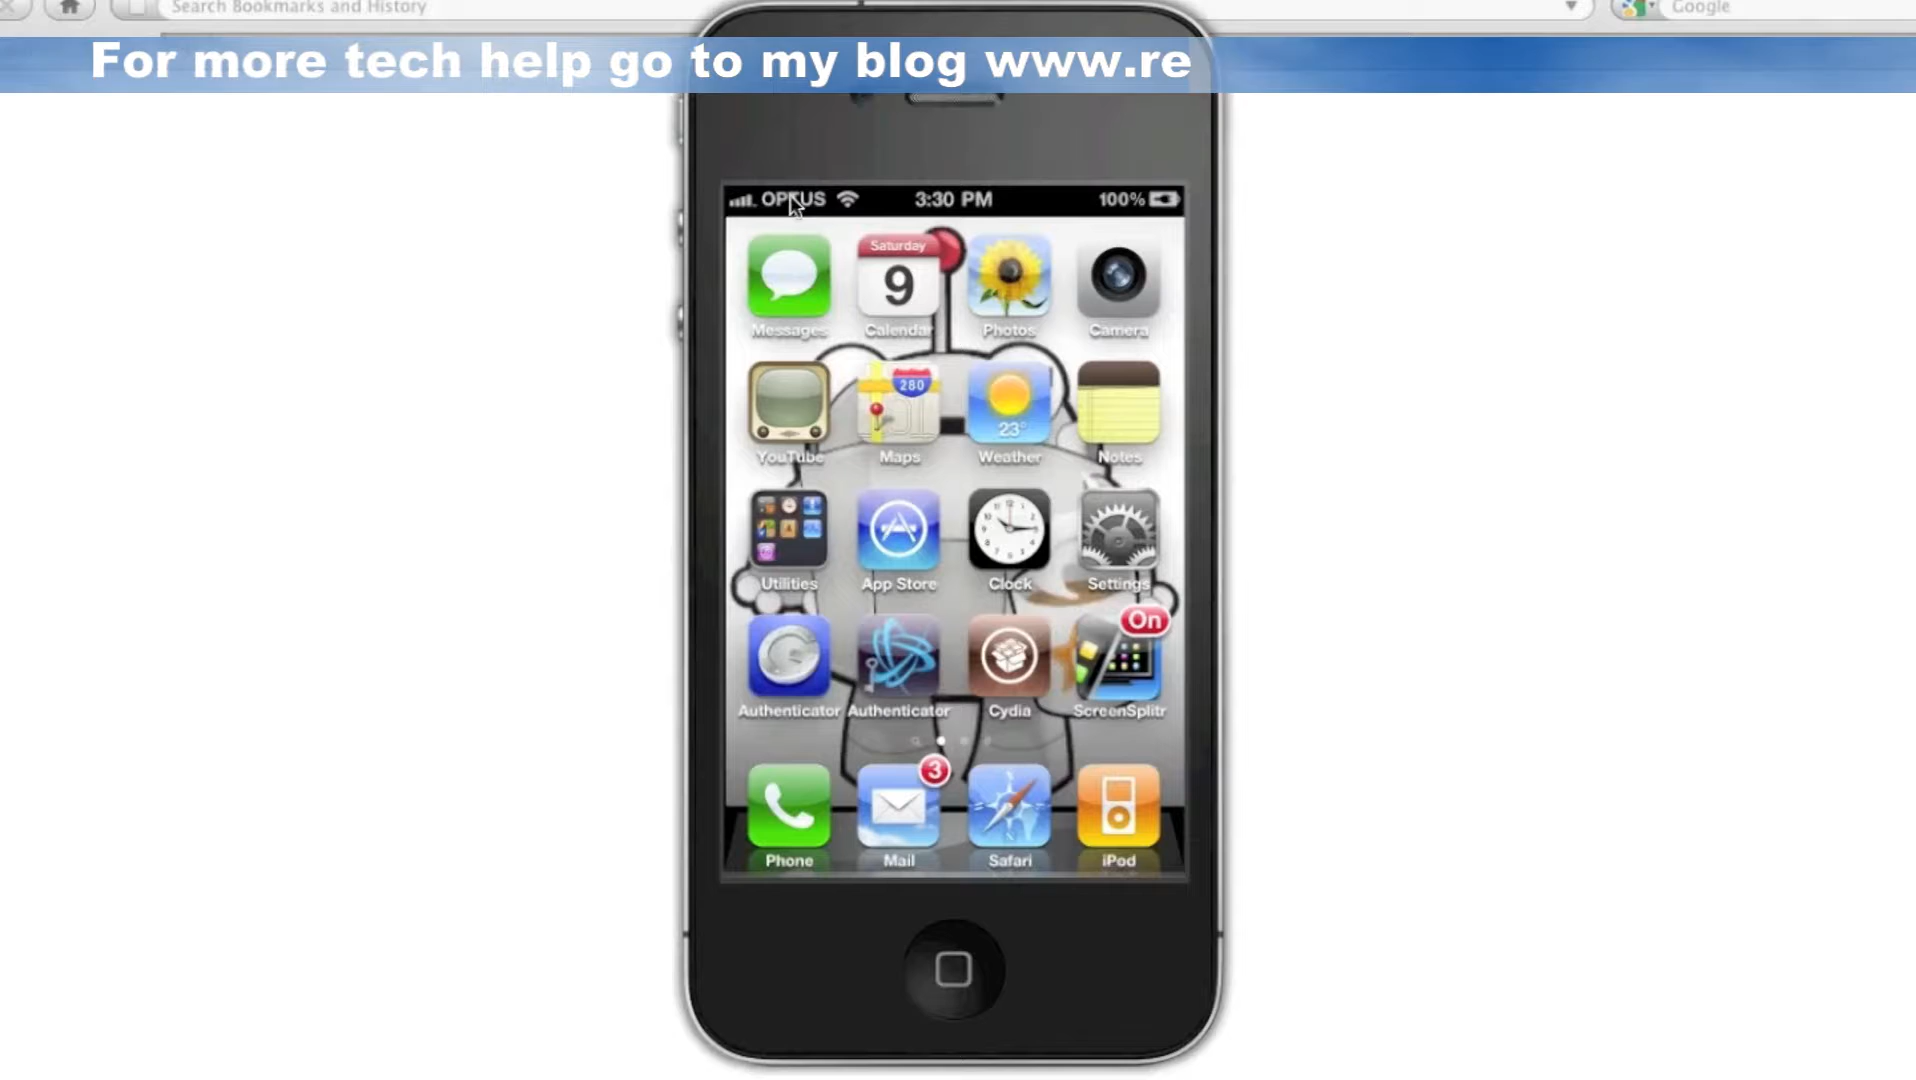 Search Bookmarks and History
Google
For more tech help go to my blog www.re
OPTUS 3:30 PM 100%
Saturday
9
Messages Calendar Photos Camera
280
23°
YouTube Maps Weather Notes
Utilities App Store Clock Settings
On
Authenticator Authenticator Cydia ScreenSplitr
3
Phone Mail Safari iPod